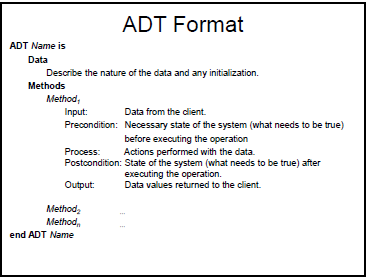 ADT Format
ADT Name is
Data
Describe the nature of the data and any initialization.
Methods
Method1
Input: Data from the client.
Precondition: Necessary state of the system (what needs to be true)
before executing the operation
Process: Actions performed with the data.
Postcondition: State of the system (what needs to be true) after
executing the operation.
Output: Data values returned to the client.
Method2 ...
Methodn ...
end ADT Name